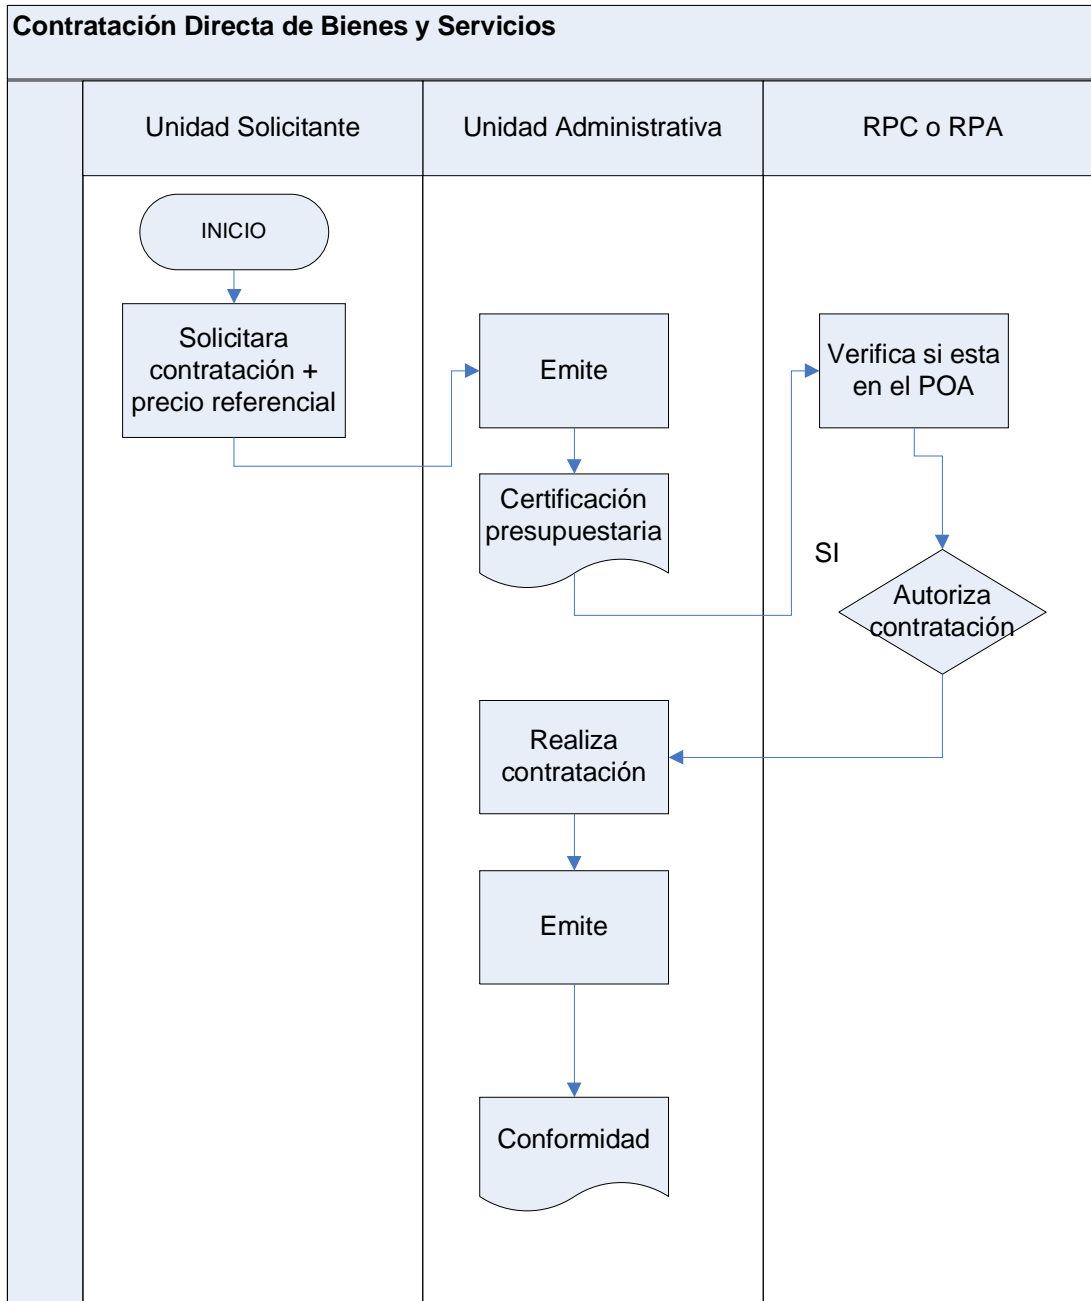 Contratación Directa de Bienes y Servicios
Unidad Solicitante
Unidad Administrativa
RPC o RPA
INICIO
Solicitara
contratación +
precio referencial
Emite
Verifica si esta
en el POA
Certificación
presupuestaria
SI
Autoriza
contratación
Realiza
contratación
Emite
Conformidad